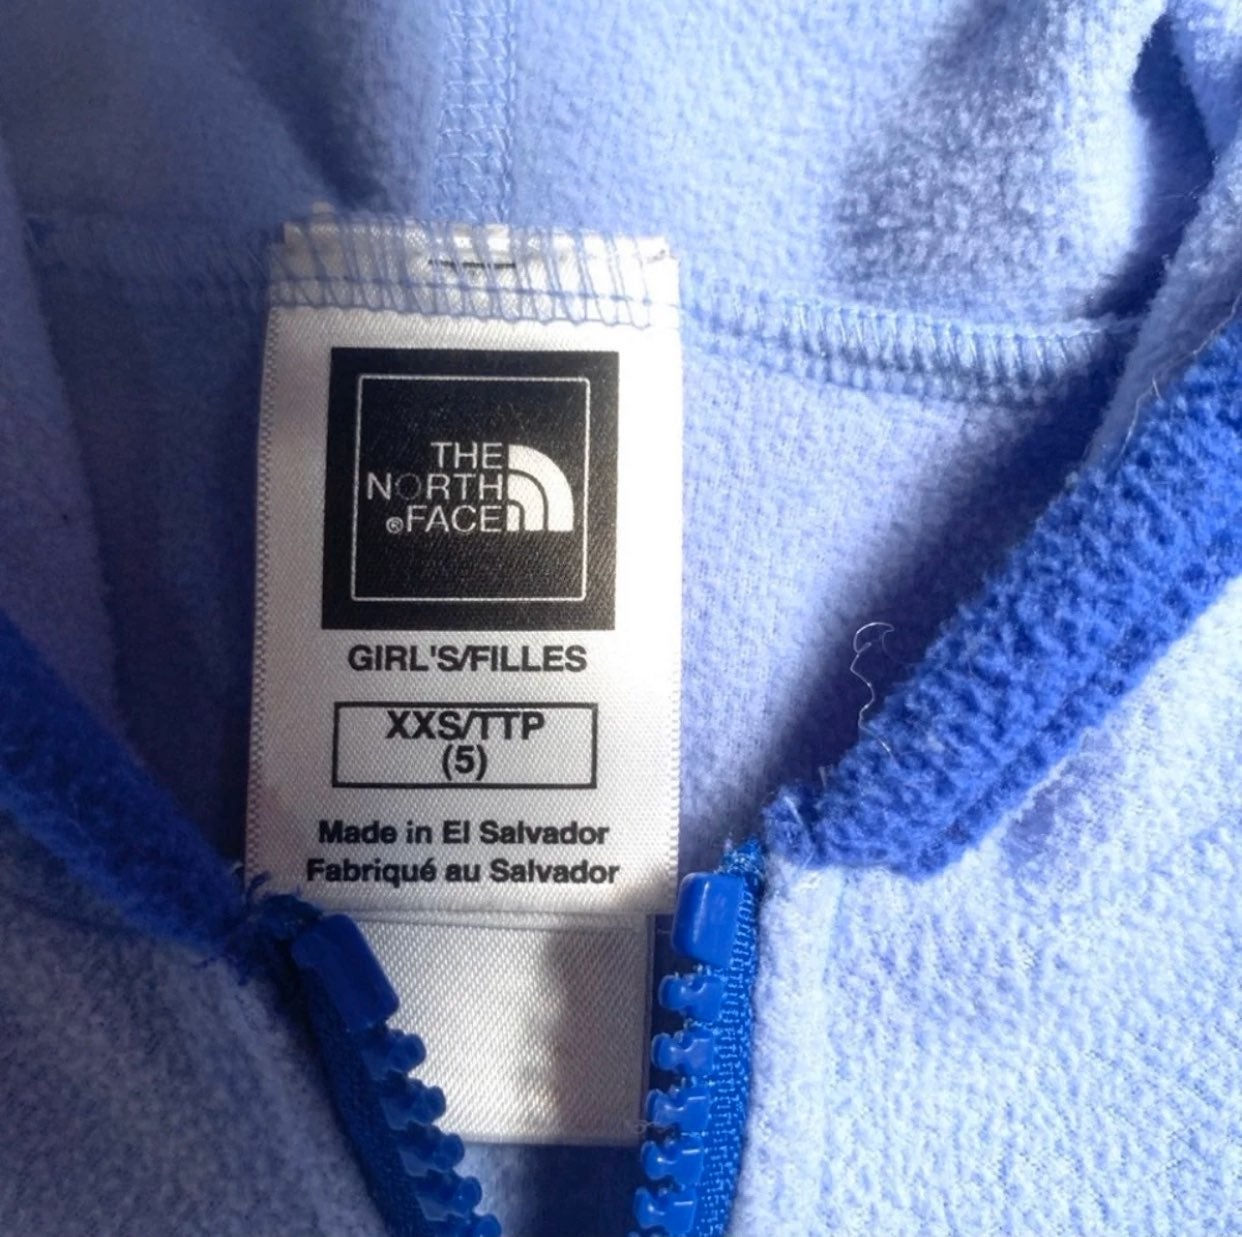 THE
NORTH
®FACE
GIRL'S/FILLES
XXS/TTP
(5)
Made in El Salvador
Fabriqué au Salvador